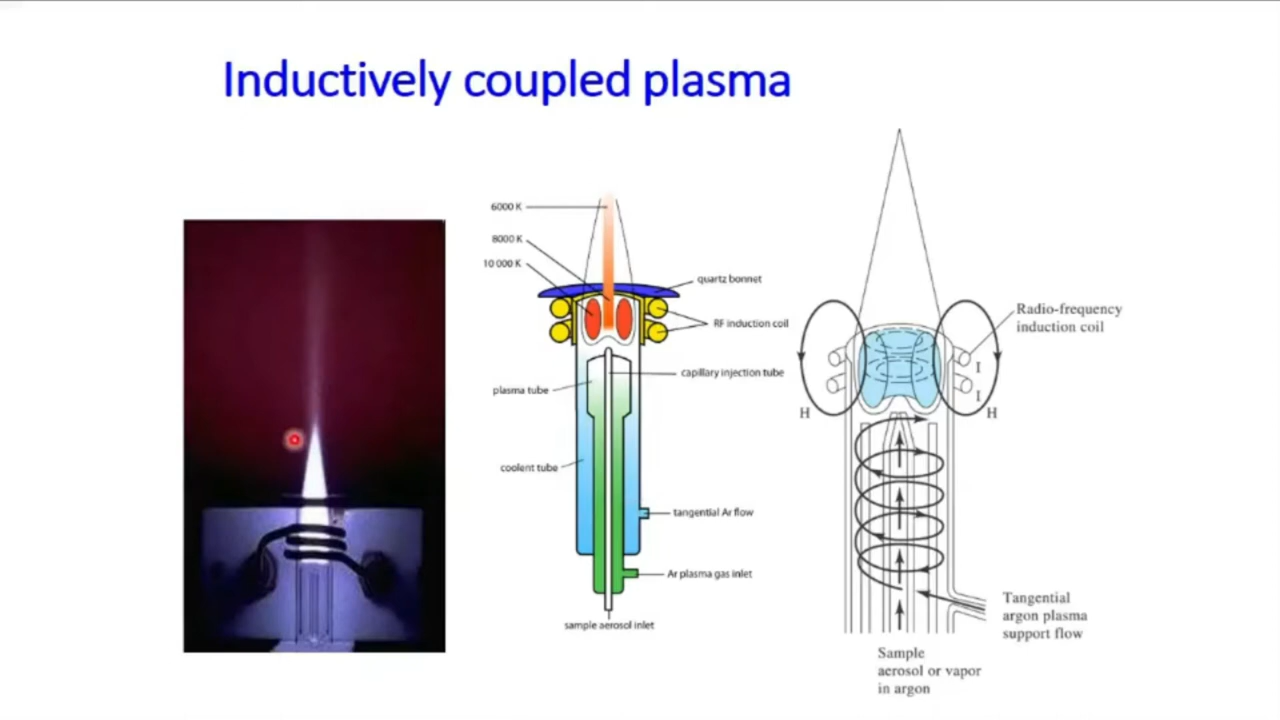 Inductively coupled plasma
6000 K
8000 K
10 000 K
quartz bonnet
RF induction coil
capillary injection tube
plasma tube
coolent tube
tangential Ar flow
Ar plasma gas inlet
sample aerosol inlet
Radio-frequency
induction coil
I
I
H
H
Tangential
argon plasma
support flow
Sample
aerosol or vapor
in argon